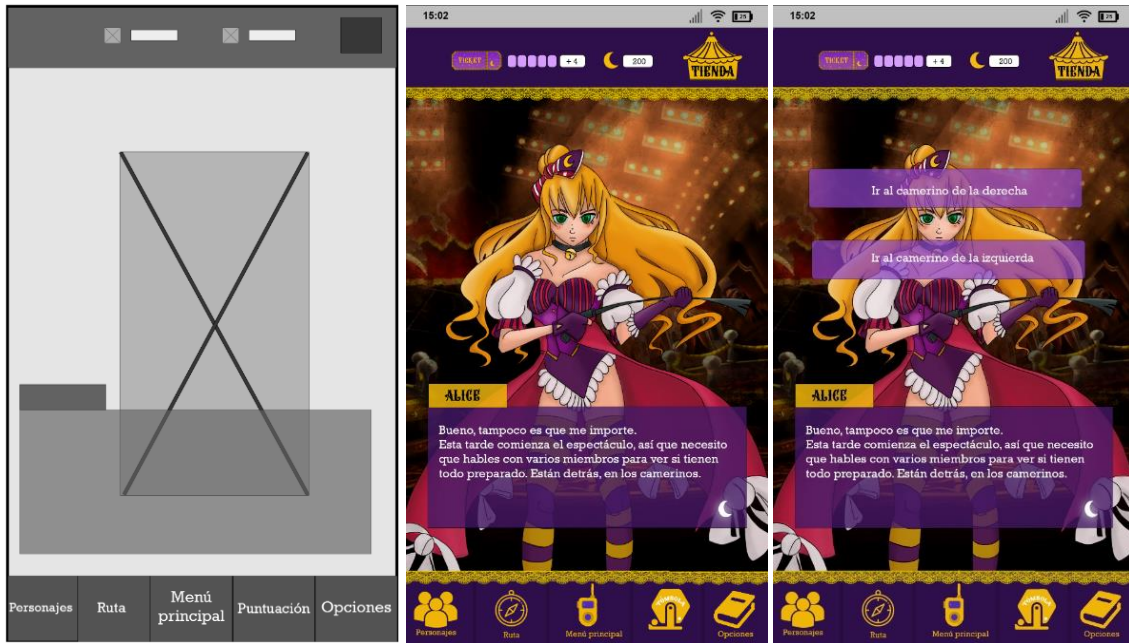 Personajes
Ruta
Menú
principal
Puntuación
Opciones
15:02
25
TICKET
+4
200
TIENDA
ALICE
Bueno, tampoco es que me importe.
Esta tarde comienza el espectáculo, así que necesito
que hables con varios miembros para ver si tienen
todo preparado. Están detrás, en los camerinos.
Personajes
Ruta
Menú principal
TOMBOLA
Opciones
15:02
25
TICKET
+4
200
TIENDA
Ir al camerino de la derecha
Ir al camerino de la izquierda
ALICE
Bueno, tampoco es que me importe.
Esta tarde comienza el espectáculo, así que necesito
que hables con varios miembros para ver si tienen
todo preparado. Están detrás, en los camerinos.
Personajes
Ruta
Menú principal
TOMBOLA
Opciones